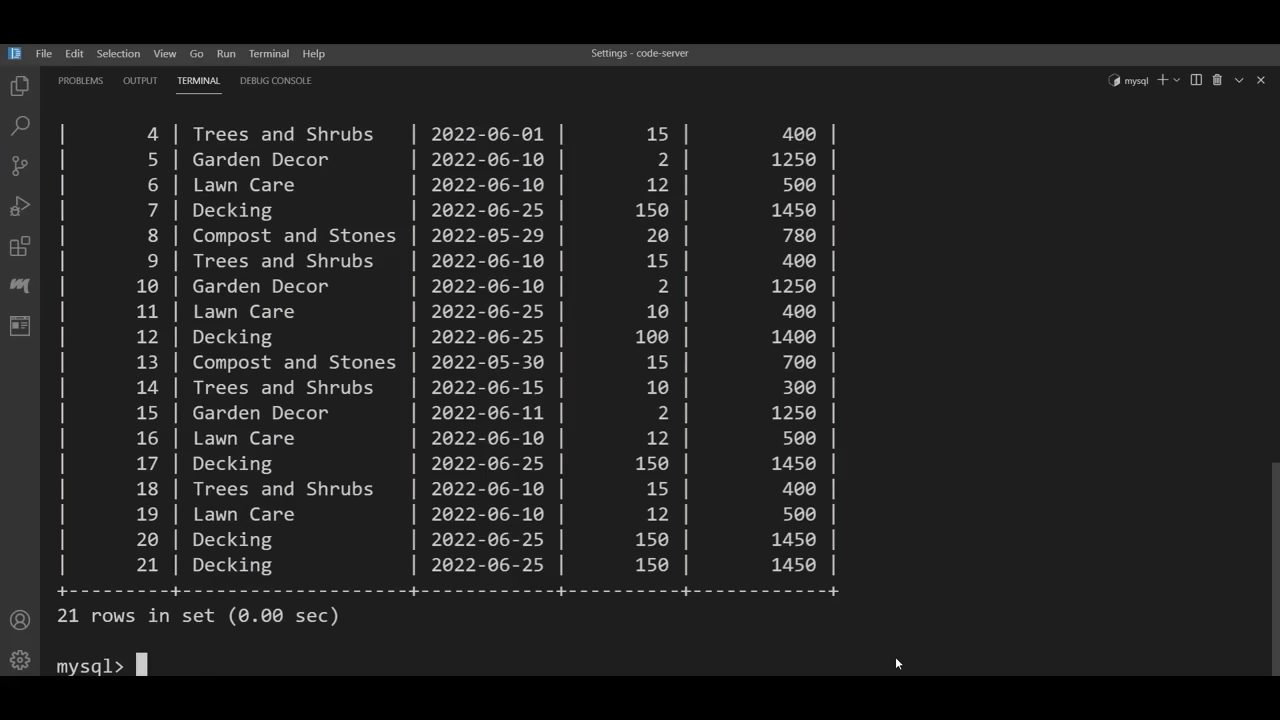 File Edit Selection View Go Run Terminal Help Settings - code-server
PROBLEMS OUTPUT TERMINAL DEBUG CONSOLE mysql
| 4 | Trees and Shrubs | 2022-06-01 | 15 | 400 |
| 5 | Garden Decor | 2022-06-10 | 2 | 1250 |
| 6 | Lawn Care | 2022-06-10 | 12 | 500 |
| 7 | Decking | 2022-06-25 | 150 | 1450 |
| 8 | Compost and Stones | 2022-05-29 | 20 | 780 |
| 9 | Trees and Shrubs | 2022-06-10 | 15 | 400 |
| 10 | Garden Decor | 2022-06-10 | 2 | 1250 |
| 11 | Lawn Care | 2022-06-25 | 10 | 400 |
| 12 | Decking | 2022-06-25 | 100 | 1400 |
| 13 | Compost and Stones | 2022-05-30 | 15 | 700 |
| 14 | Trees and Shrubs | 2022-06-15 | 10 | 300 |
| 15 | Garden Decor | 2022-06-11 | 2 | 1250 |
| 16 | Lawn Care | 2022-06-10 | 12 | 500 |
| 17 | Decking | 2022-06-25 | 150 | 1450 |
| 18 | Trees and Shrubs | 2022-06-10 | 15 | 400 |
| 19 | Lawn Care | 2022-06-10 | 12 | 500 |
| 20 | Decking | 2022-06-25 | 150 | 1450 |
| 21 | Decking | 2022-06-25 | 150 | 1450 |
+---------+--------------------+------------+----------+------------+
21 rows in set (0.00 sec)
mysql>